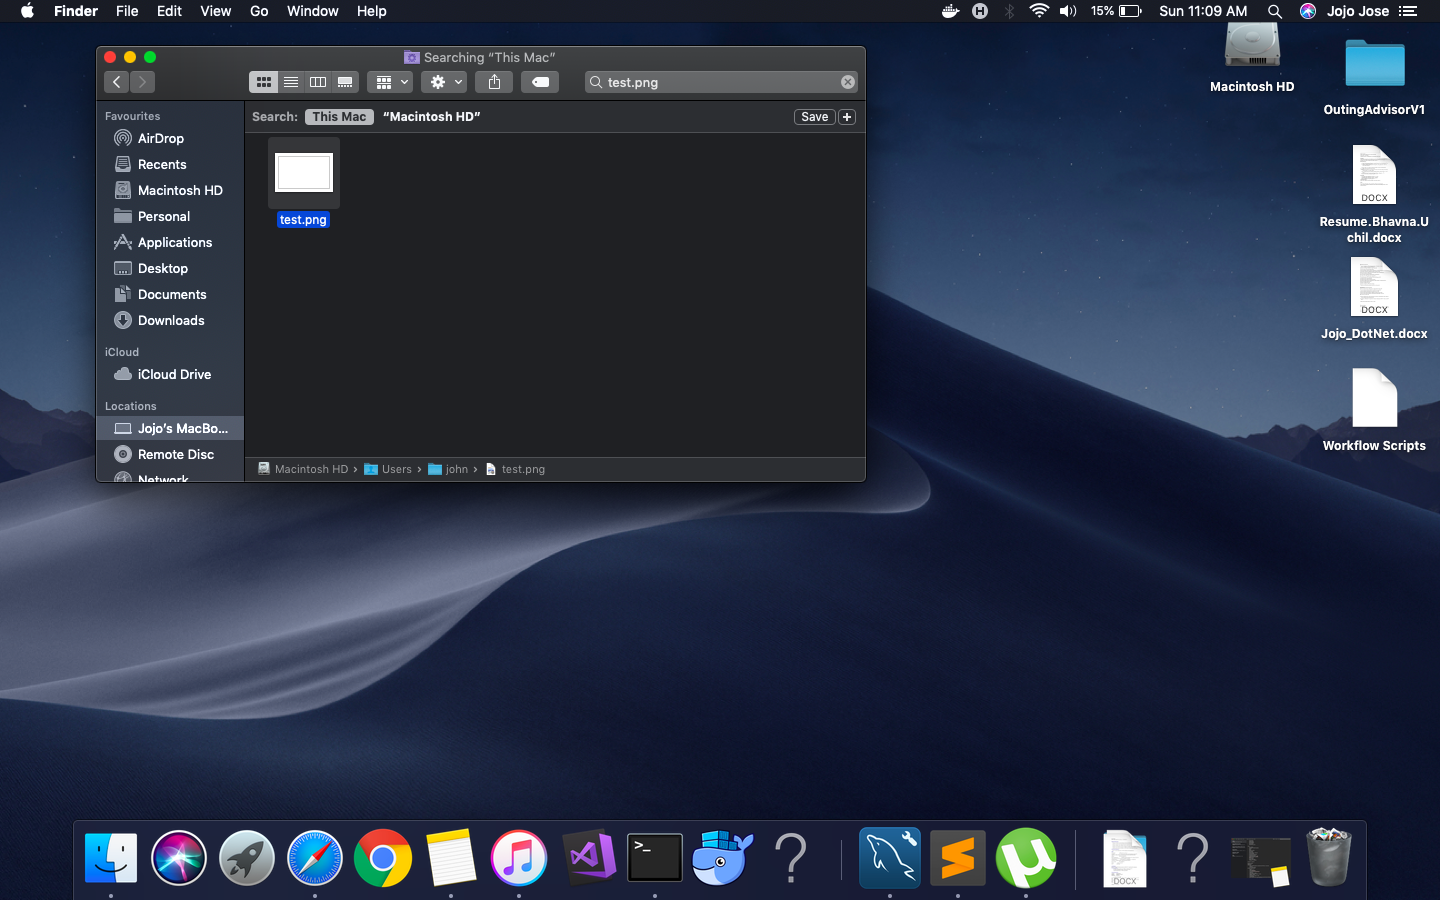 Finder File Edit View Go Window Help
15% Sun 11:09 AM Jojo Jose
Searching “This Mac”
test.png
Search: This Mac “Macintosh HD” Save +
Favourites
AirDrop
Recents
Macintosh HD
Personal
Applications
Desktop
Documents
Downloads
iCloud
iCloud Drive
Locations
Jojo’s MacBo...
Remote Disc
Network
test.png
Macintosh HD › Users › john › test.png
Macintosh HD
OutingAdvisorV1
DOCX
Resume.Bhavna.U
chil.docx
DOCX
Jojo_DotNet.docx
Workflow Scripts
>_
DOCX